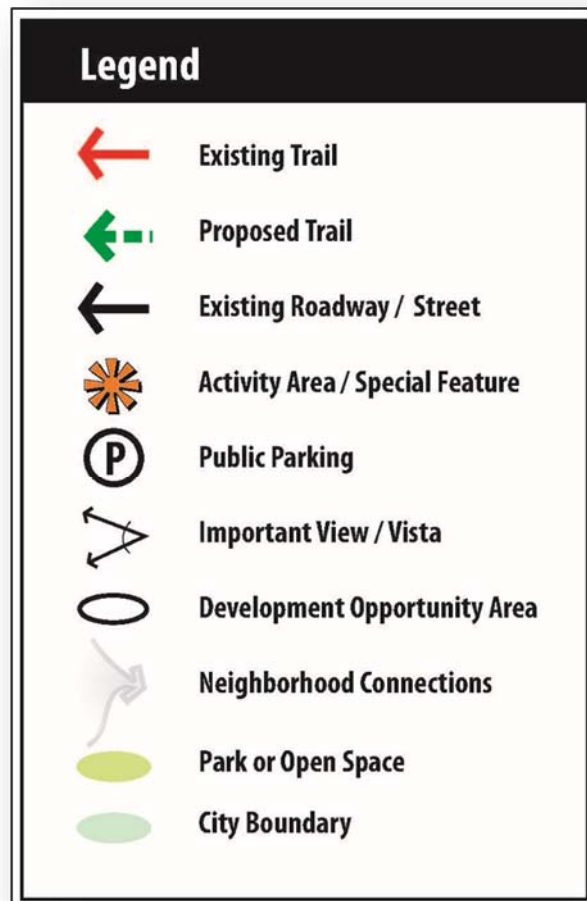 Legend
Existing Trail
Proposed Trail
Existing Roadway / Street
Activity Area / Special Feature
P Public Parking
Important View / Vista
Development Opportunity Area
Neighborhood Connections
Park or Open Space
City Boundary